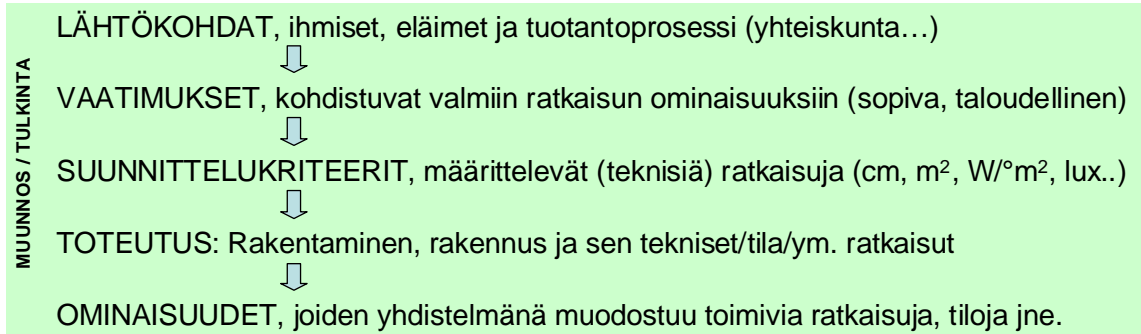 LÄHTÖKOHDAT, ihmiset, eläimet ja tuotantoprosessi (yhteiskunta…)
MUUNNOS / TULKINTA
VAATIMUKSET, kohdistuvat valmiin ratkaisun ominaisuuksiin (sopiva, taloudellinen)
SUUNNITTELUKRITEERIT, määrittelevät (teknisiä) ratkaisuja (cm, m², W/°m², lux..)
TOTEUTUS: Rakentaminen, rakennus ja sen tekniset/tila/ym. ratkaisut
OMINAISUUDET, joiden yhdistelmänä muodostuu toimivia ratkaisuja, tiloja jne.